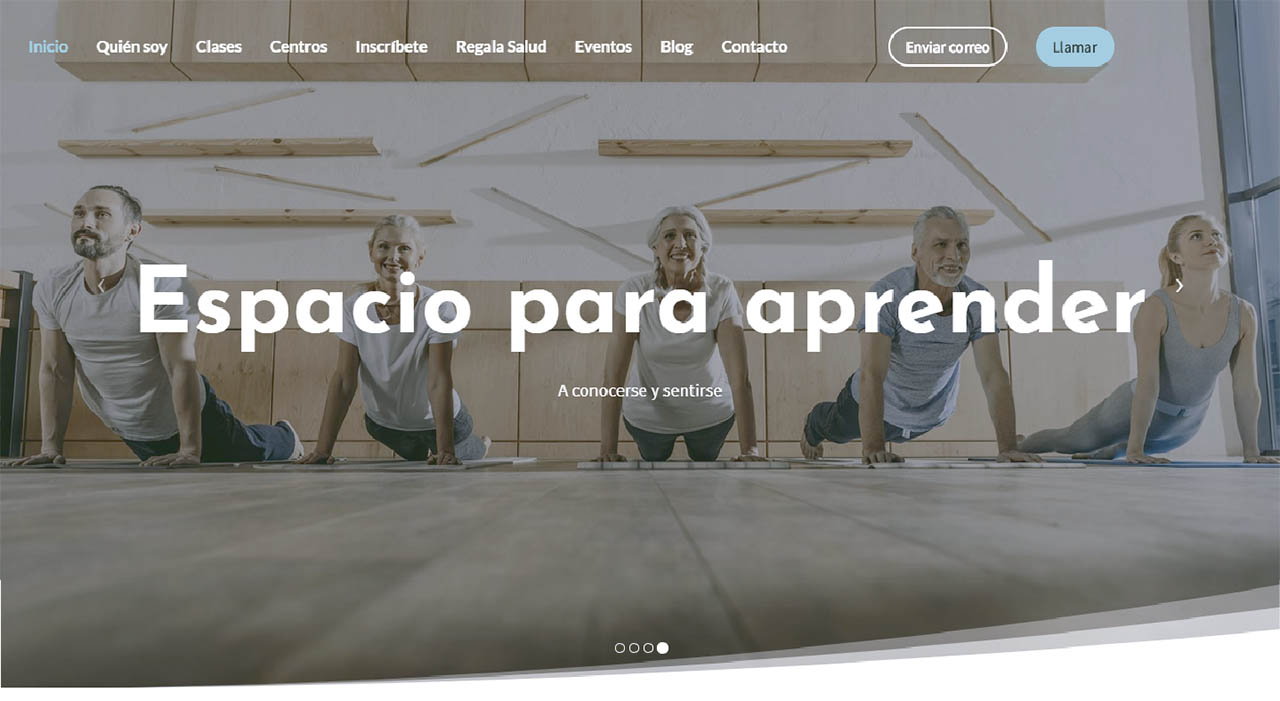 Inicio Quién soy Clases Centros Inscríbete Regala Salud Eventos Blog Contacto Enviar correo Llamar
Espacio para aprender
A conocerse y sentirse